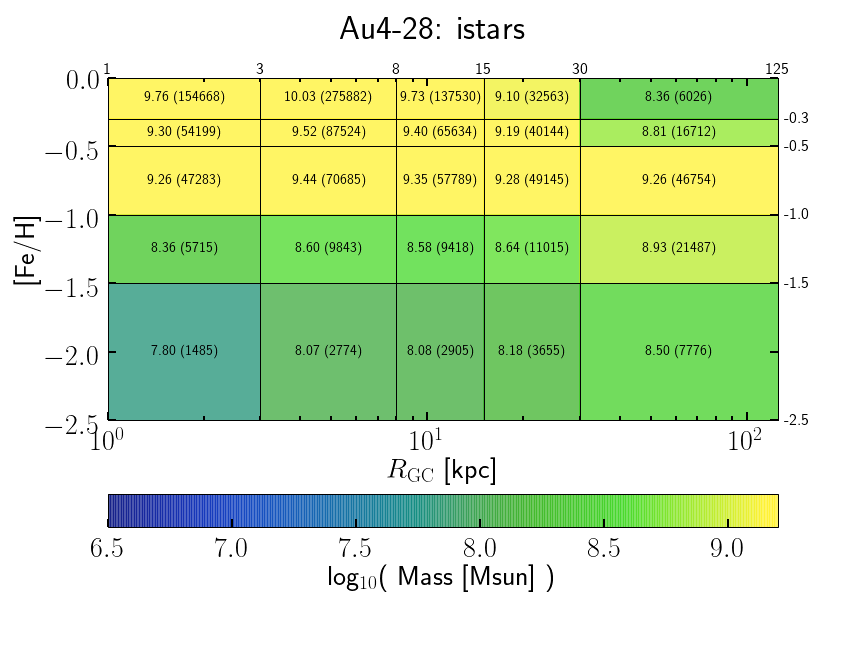 Au4-28: istars
1 3 8 15 30 125
0.0
9.76 (154668) 10.03 (275882) 9.73 (137530) 9.10 (32563) 8.36 (6026)
-0.3
9.30 (54199) 9.52 (87524) 9.40 (65634) 9.19 (40144) 8.81 (16712)
−0.5 -0.5
9.26 (47283) 9.44 (70685) 9.35 (57789) 9.28 (49145) 9.26 (46754)
−1.0 -1.0
[Fe/H]
8.36 (5715) 8.60 (9843) 8.58 (9418) 8.64 (11015) 8.93 (21487)
−1.5 -1.5
7.80 (1485) 8.07 (2774) 8.08 (2905) 8.18 (3655) 8.50 (7776)
−2.0
−2.5 -2.5
10⁰ 10¹ 10²
R_GC [kpc]
6.5 7.0 7.5 8.0 8.5 9.0
log₁₀( Mass [Msun] )